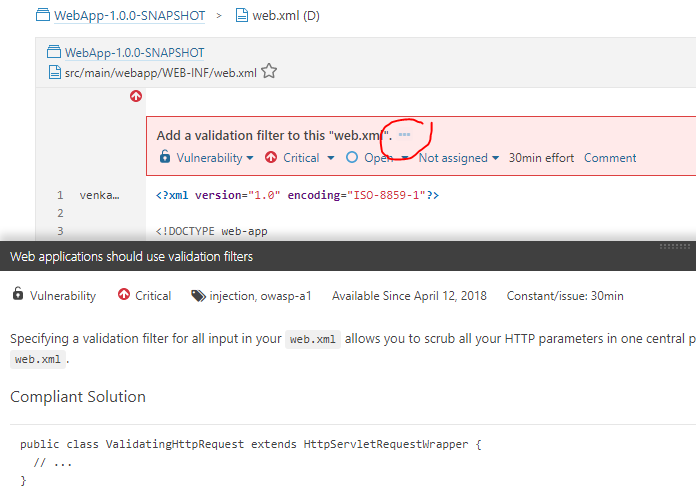 WebApp-1.0.0-SNAPSHOT > web.xml (D)
WebApp-1.0.0-SNAPSHOT
src/main/webapp/WEB-INF/web.xml
Add a validation filter to this "web.xml". ...
Vulnerability Critical Open Not assigned 30min effort Comment
1 venka… <?xml version="1.0" encoding="ISO-8859-1"?>
2
3 <!DOCTYPE web-app
Web applications should use validation filters
Vulnerability Critical injection, owasp-a1 Available Since April 12, 2018 Constant/issue: 30min
Specifying a validation filter for all input in your web.xml allows you to scrub all your HTTP parameters in one central p
web.xml .
Compliant Solution
public class ValidatingHttpRequest extends HttpServletRequestWrapper {
// ...
}